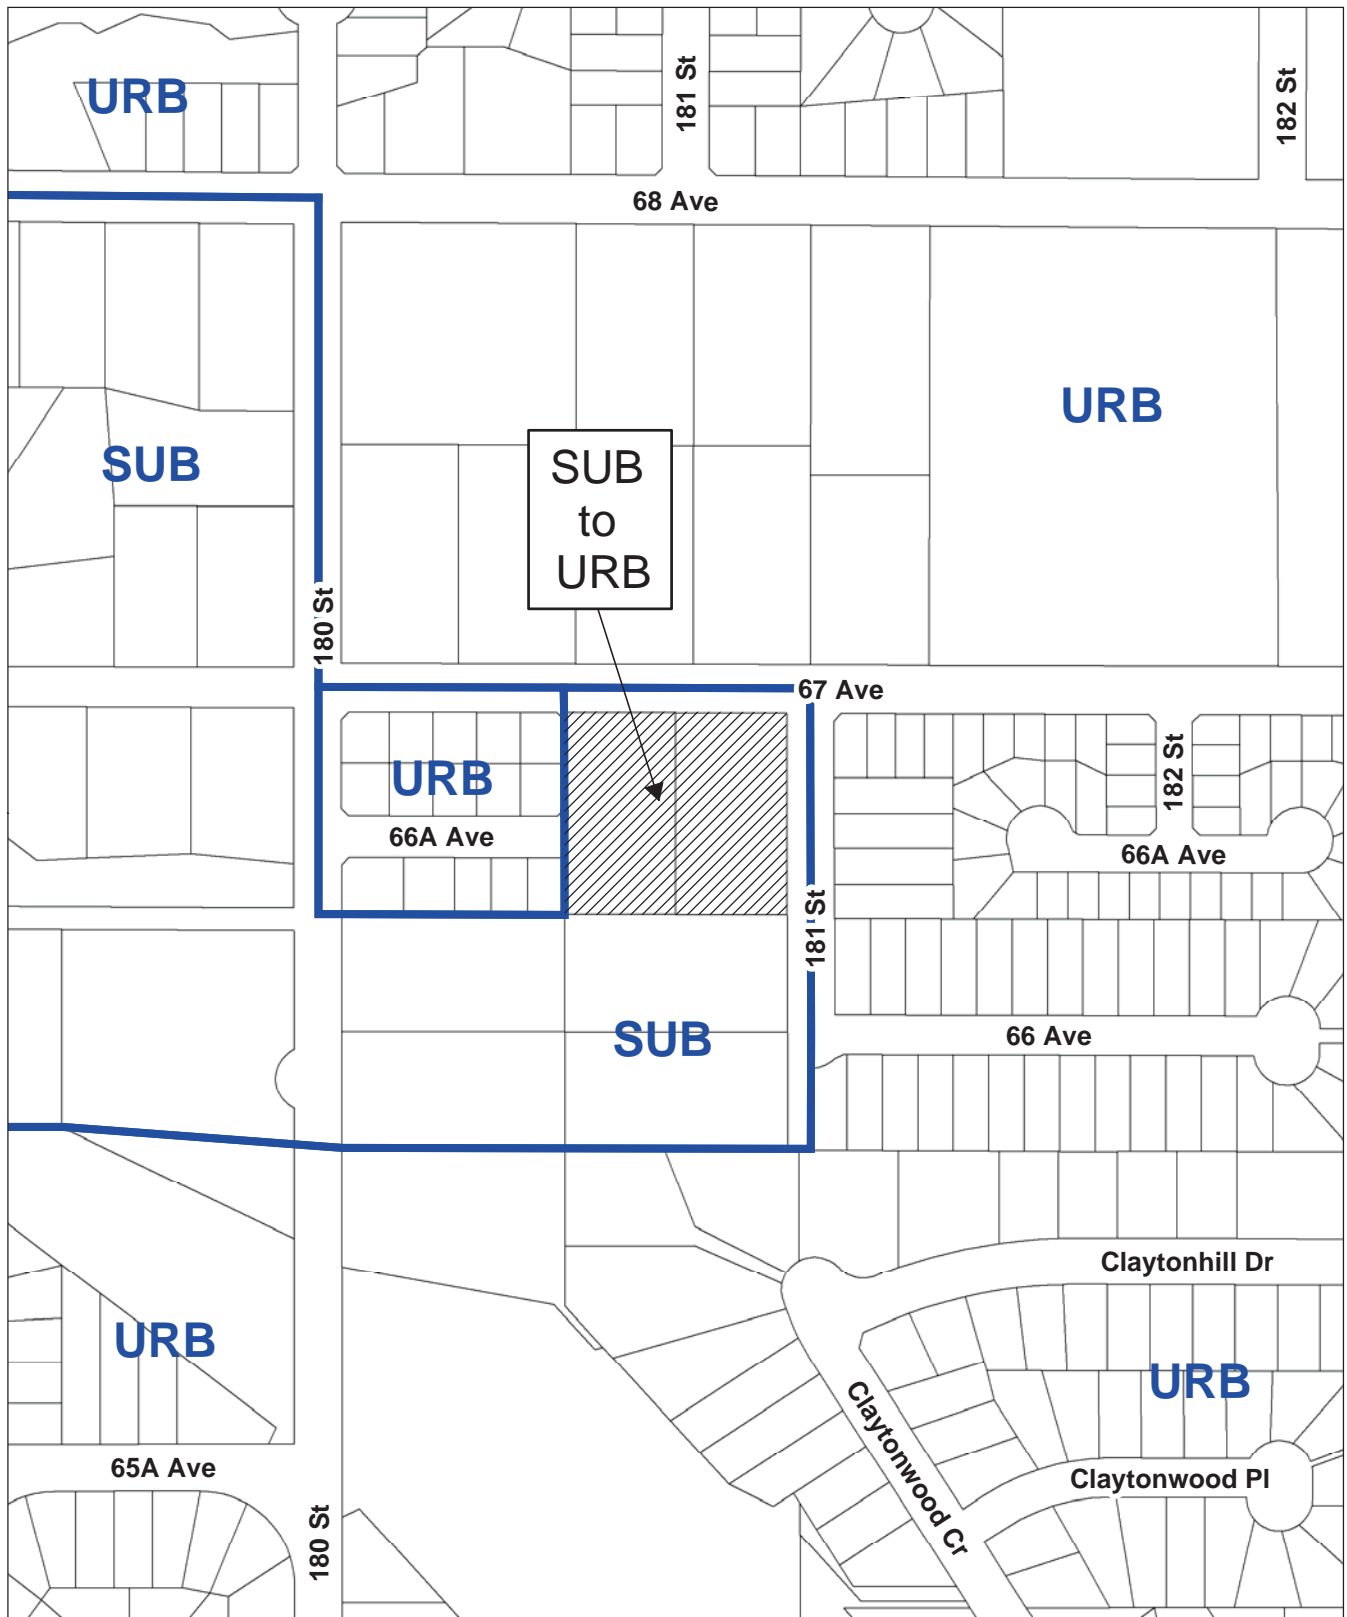 URB
181 St
182 St
68 Ave
URB
SUB
SUB
to
URB
180 St
67 Ave
URB
182 St
66A Ave
66A Ave
181 St
SUB
66 Ave
Claytonhill Dr
URB
URB
Claytonwood Cr
65A Ave
Claytonwood Pl
180 St